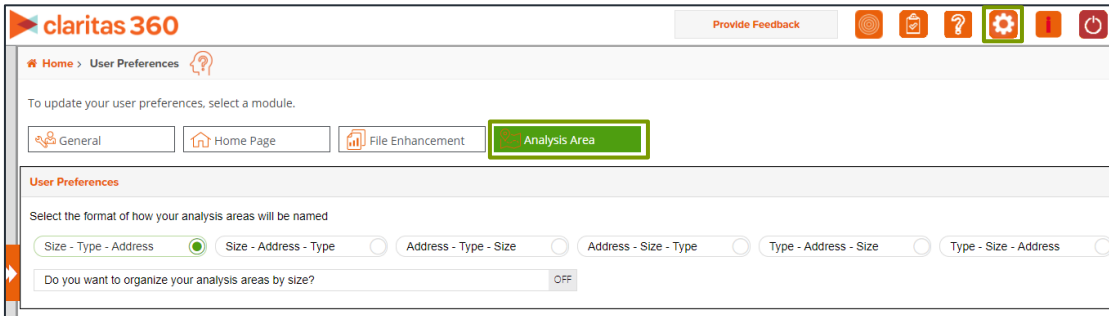 claritas 360
Provide Feedback
Home > User Preferences
To update your user preferences, select a module.
General Home Page File Enhancement Analysis Area
User Preferences
Select the format of how your analysis areas will be named
Size - Type - Address Size - Address - Type Address - Type - Size Address - Size - Type Type - Address - Size Type - Size - Address
Do you want to organize your analysis areas by size? OFF